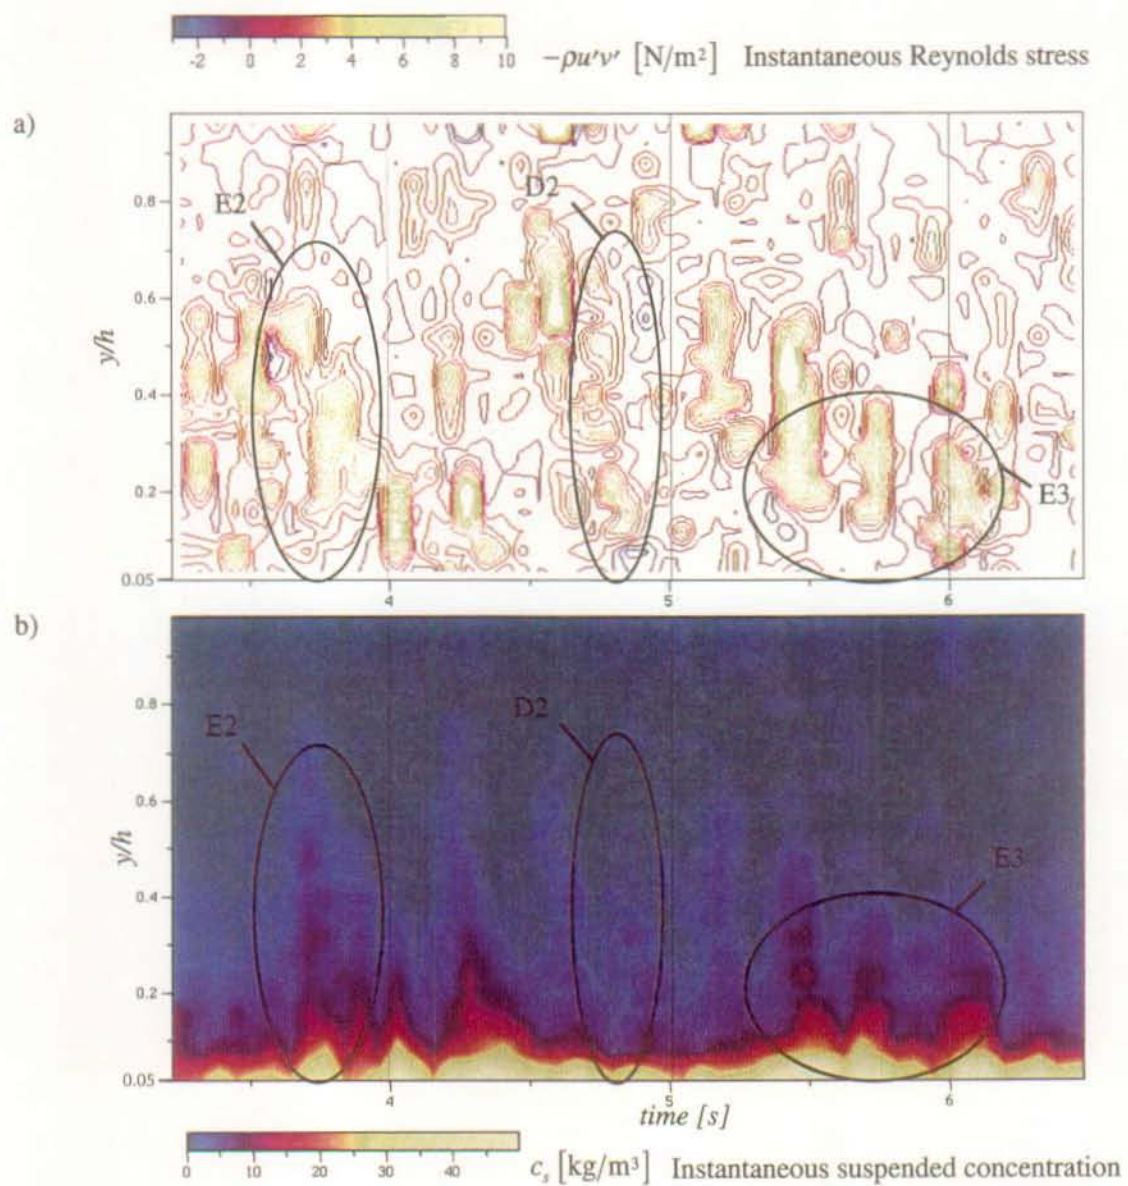 -2 0 2 4 6 8 10
−ρu'v' [N/m²] Instantaneous Reynolds stress
a)
E2
D2
0.8
0.6
y/h
0.4
0.2
E3
0.05
4 5 6
b)
E2
D2
0.8
0.6
y/h
E3
0.4
0.2
0.05
4 5 6
time [s]
0 10 20 30 40
cₛ [kg/m³] Instantaneous suspended concentration